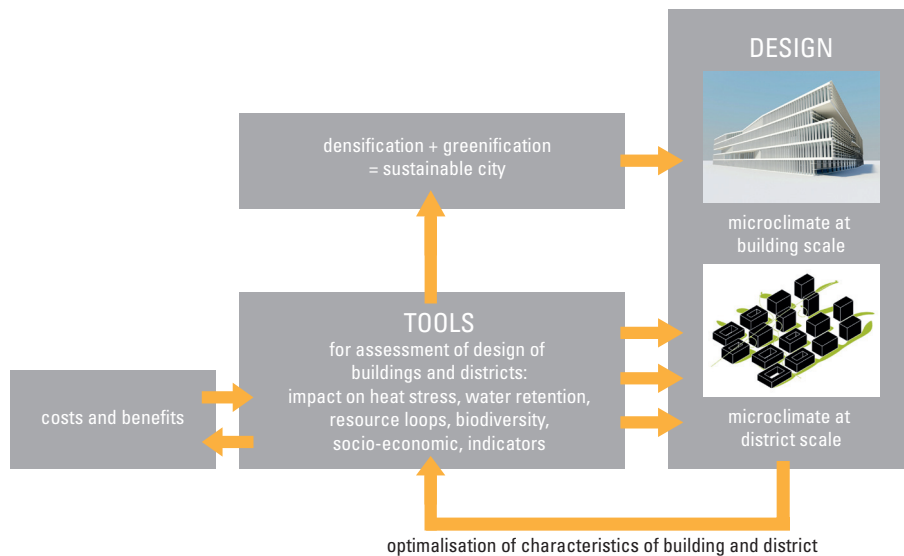 DESIGN
densification + greenification
= sustainable city
microclimate at
building scale
TOOLS
for assessment of design of
buildings and districts:
impact on heat stress, water retention,
resource loops, biodiversity,
socio-economic, indicators
costs and benefits
microclimate at
district scale
optimalisation of characteristics of building and district